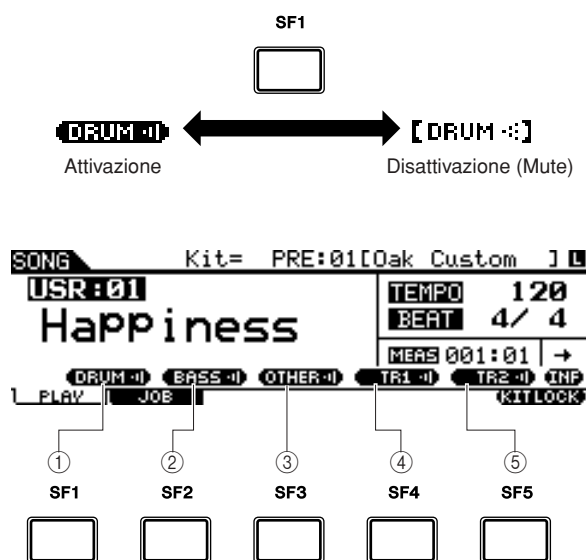 SF1
DRUM
[DRUM]
Attivazione
Disattivazione (Mute)
SONG Kit= PRE:01[Oak Custom ] L
USR:01
TEMPO 120
Happiness
BEAT 4/ 4
MEAS 001:01 →
DRUM BASS OTHER TR1 TR2 INP
PLAY JOB KITLOCK
① ② ③ ④ ⑤
SF1 SF2 SF3 SF4 SF5